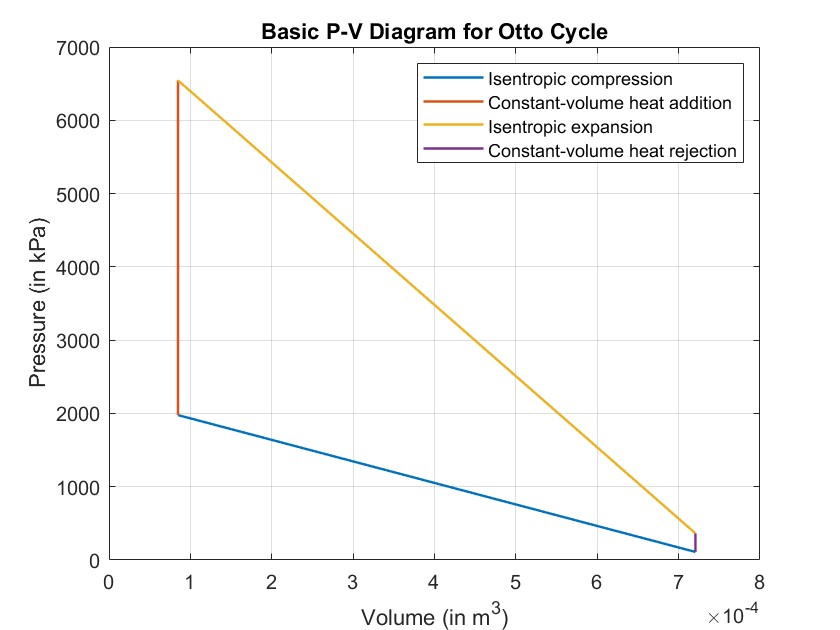 Basic P-V Diagram for Otto Cycle
Isentropic compression
Constant-volume heat addition
Isentropic expansion
Constant-volume heat rejection
Pressure (in kPa)
7000
6000
5000
4000
3000
2000
1000
0
0 1 2 3 4 5 6 7 8
×10⁻⁴
Volume (in m³)